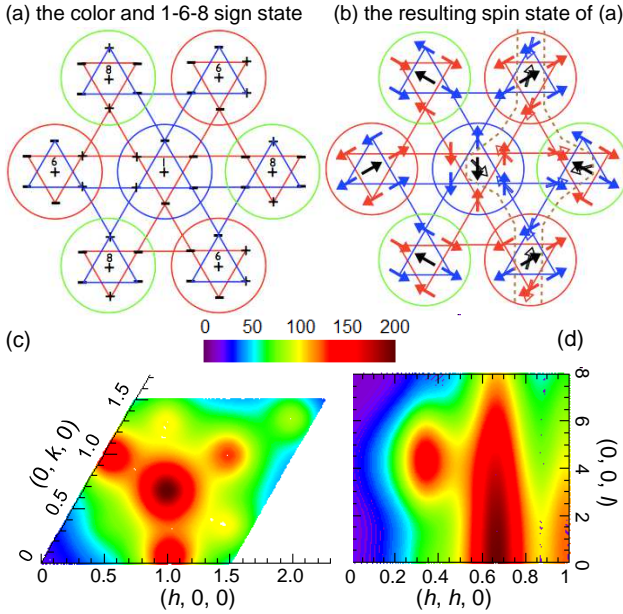 (a) the color and 1-6-8 sign state
(b) the resulting spin state of (a)
8
6
6
1
8
8
6
0 50 100 150 200
(c)
(d)
0
0.5
1.0
1.5
(0, k, 0)
0 0.5 1.0 1.5 2.0
(h, 0, 0)
8
6
4
2
0
(0, 0, l)
0 0.2 0.4 0.6 0.8 1
(h, h, 0)